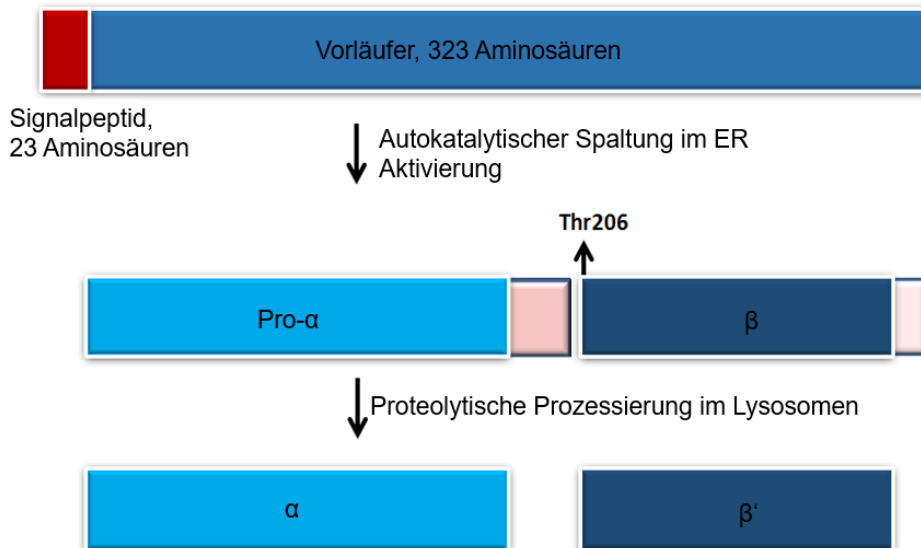 Vorläufer, 323 Aminosäuren
Signalpeptid,
23 Aminosäuren
Autokatalytischer Spaltung im ER
Aktivierung
Thr206
Pro-α
β
Proteolytische Prozessierung im Lysosomen
α
β‘